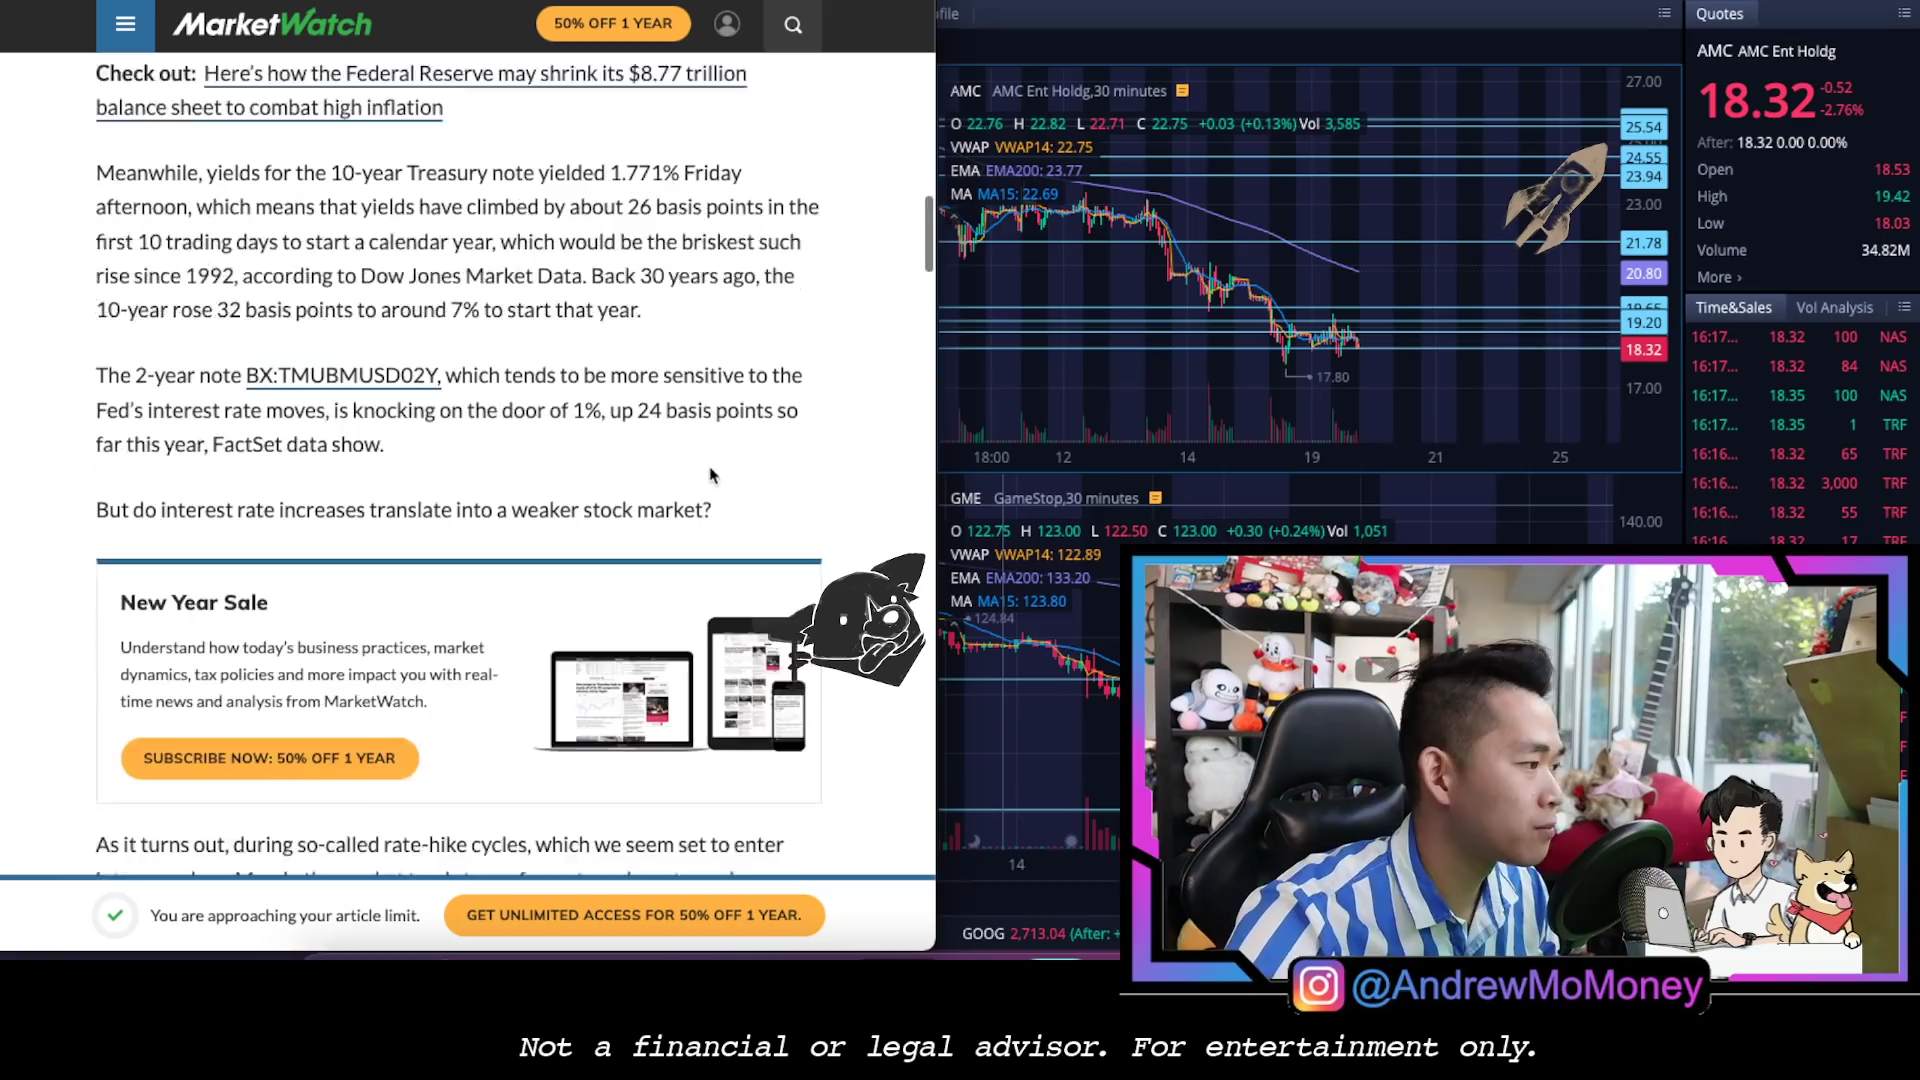 MarketWatch
50% OFF 1 YEAR
Check out: Here's how the Federal Reserve may shrink its $8.77 trillion
balance sheet to combat high inflation
Meanwhile, yields for the 10-year Treasury note yielded 1.771% Friday
afternoon, which means that yields have climbed by about 26 basis points in the
first 10 trading days to start a calendar year, which would be the briskest such
rise since 1992, according to Dow Jones Market Data. Back 30 years ago, the
10-year rose 32 basis points to around 7% to start that year.
The 2-year note BX:TMUBMUSD02Y, which tends to be more sensitive to the
Fed's interest rate moves, is knocking on the door of 1%, up 24 basis points so
far this year, FactSet data show.
But do interest rate increases translate into a weaker stock market?
New Year Sale
Understand how today's business practices, market
dynamics, tax policies and more impact you with real-
time news and analysis from MarketWatch.
SUBSCRIBE NOW: 50% OFF 1 YEAR
As it turns out, during so-called rate-hike cycles, which we seem set to enter
You are approaching your article limit.
GET UNLIMITED ACCESS FOR 50% OFF 1 YEAR.
ofile
AMC AMC Ent Holdg,30 minutes
O 22.76 H 22.82 L 22.71 C 22.75 +0.03 (+0.13%) Vol 3,585
VWAP VWAP14: 22.75
EMA EMA200: 23.77
MA MA15: 22.69
27.00
25.54
24.55
23.94
23.00
21.78
20.80
19.65
19.20
18.32
17.00
17.80
18:00 12 14 19 21 25
GME GameStop,30 minutes
O 122.75 H 123.00 L 122.50 C 123.00 +0.30 (+0.24%) Vol 1,051
VWAP VWAP14: 122.89
EMA EMA200: 133.20
MA MA15: 123.80
124.84
140.00
14
GOOG 2,713.04 (After: +
Quotes
AMC AMC Ent Holdg
18.32 -0.52
-2.76%
After: 18.32 0.00 0.00%
Open 18.53
High 19.42
Low 18.03
Volume 34.82M
More ›
Time&Sales Vol Analysis
16:17... 18.32 100 NAS
16:17... 18.32 84 NAS
16:17... 18.35 100 NAS
16:17... 18.35 1 TRF
16:16... 18.32 65 TRF
16:16... 18.32 3,000 TRF
16:16... 18.32 55 TRF
16:16... 18.32 17 TRF
@AndrewMoMoney
Not a financial or legal advisor. For entertainment only.